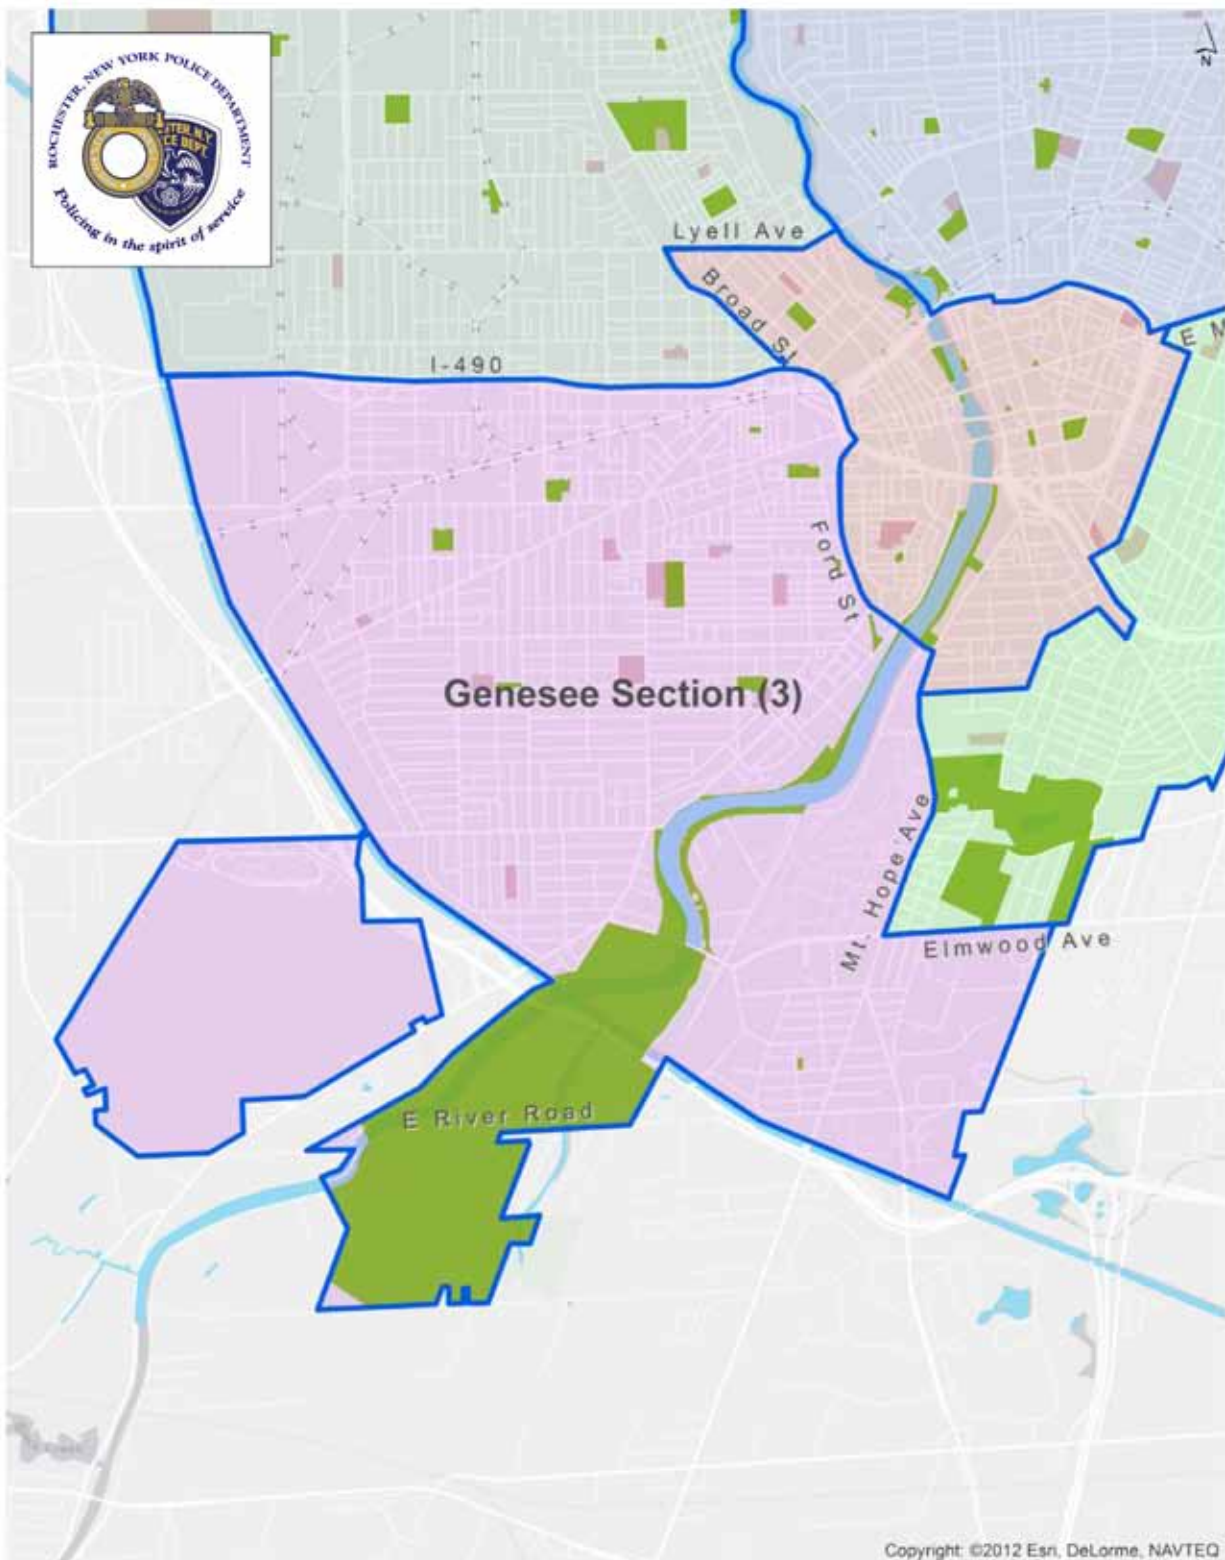 ROCHESTER, NEW YORK POLICE DEPARTMENT
Policing in the spirit of service
N
Lyell Ave
Broad St
E M
I-490
Ford St
Genesee Section (3)
Mt. Hope Ave
Elmwood Ave
E River Road
Copyright: ©2012 Esri, DeLorme, NAVTEQ